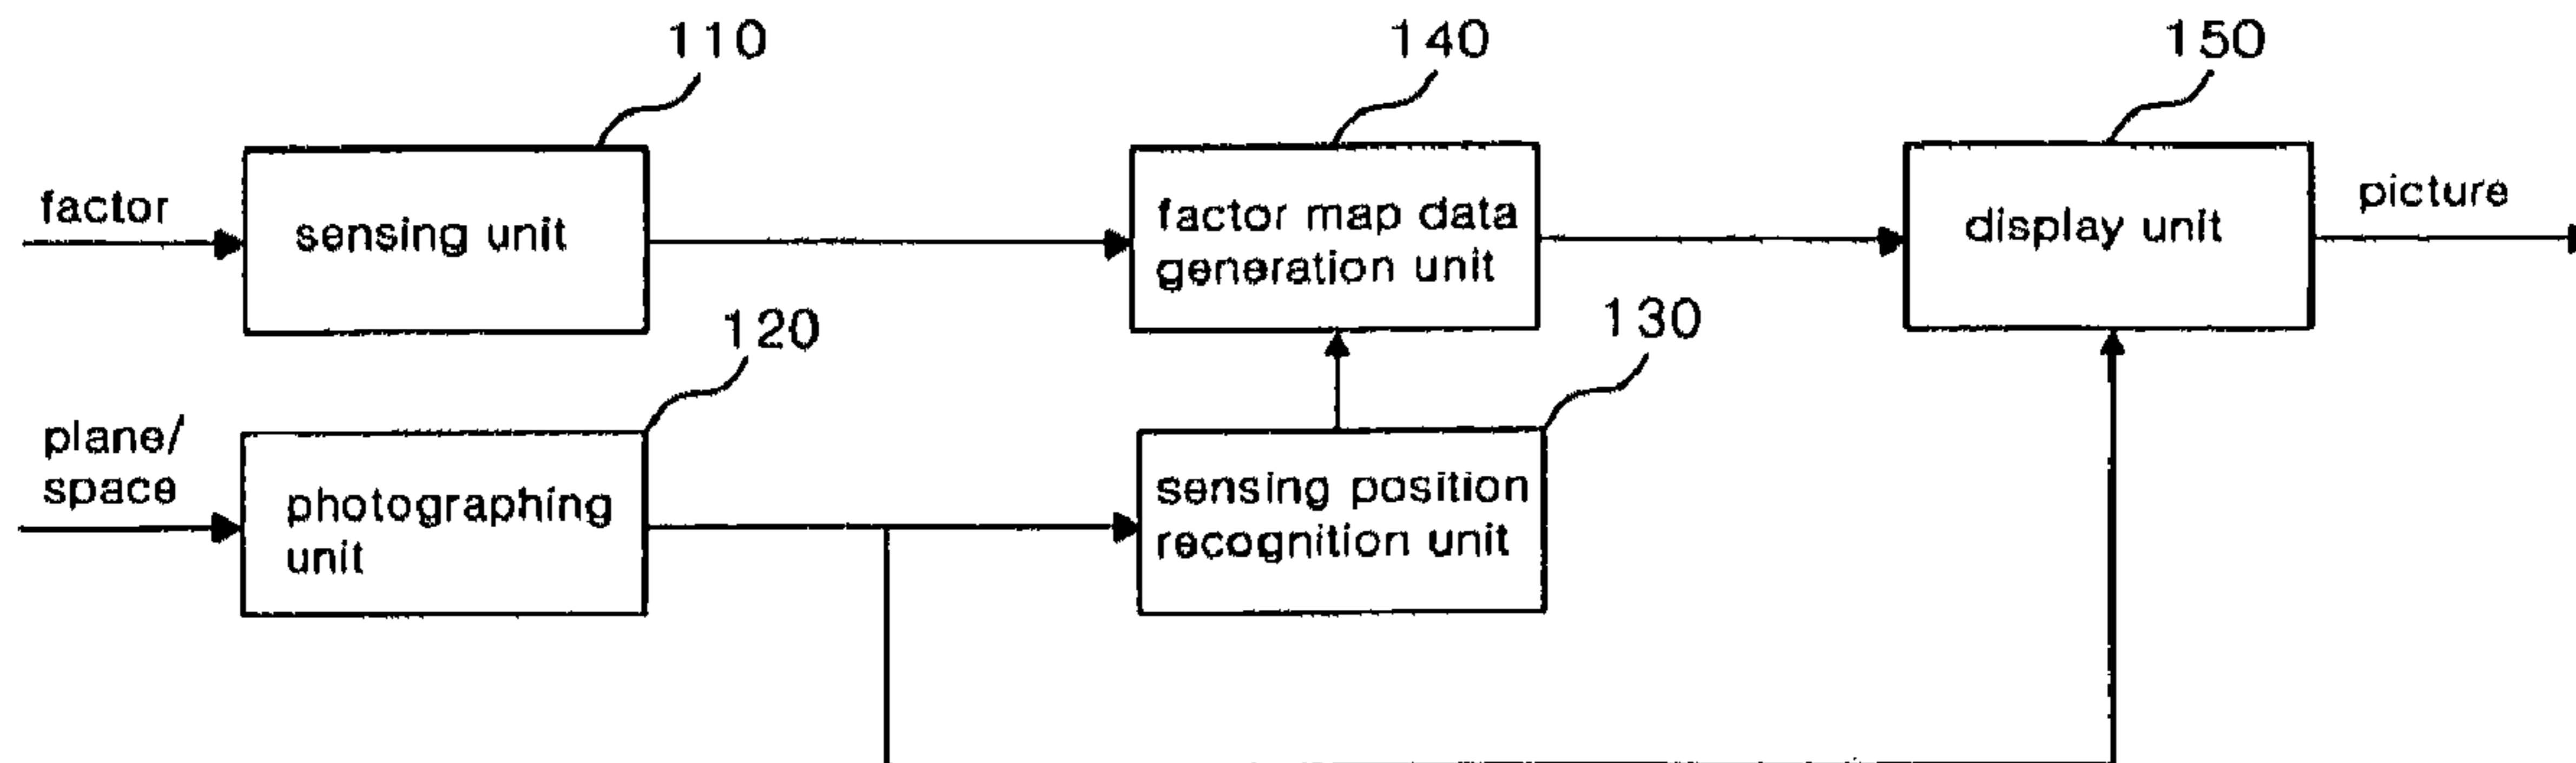 110
140
150
factor
sensing unit
factor map data
generation unit
display unit
picture
120
130
plane/
space
photographing
unit
sensing position
recognition unit